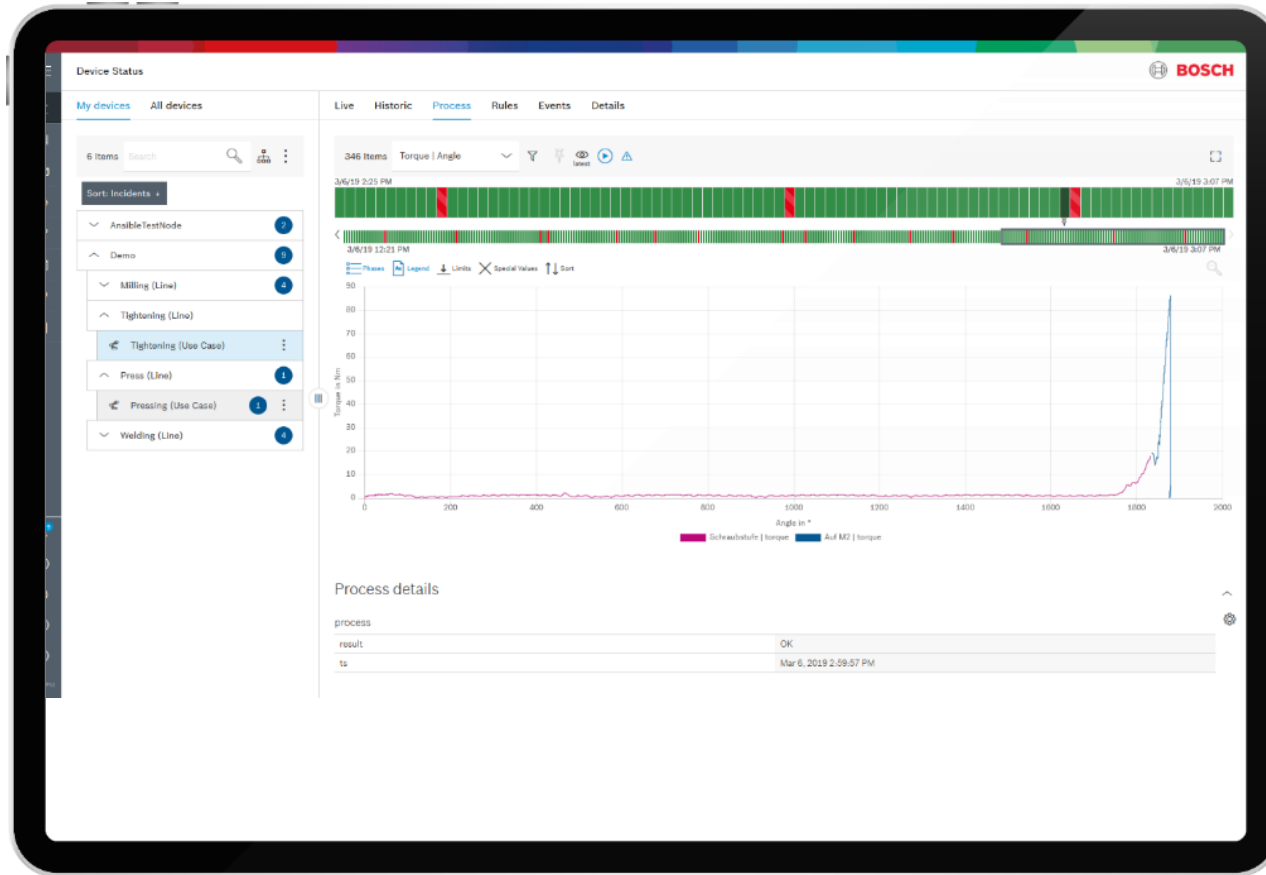 Device Status
BOSCH
My devices All devices
Live Historic Process Rules Events Details
6 Items Search
346 Items Torque | Angle
latest
Sort: Incidents
3/6/19 2:25 PM 3/6/19 3:07 PM
AnsibleTestNode 2
Demo 9
Milling (Line) 4
Tightening (Line)
Tightening (Use Case)
Press (Line) 1
Pressing (Use Case) 1
Welding (Line) 4
3/6/19 12:21 PM 3/6/19 3:07 PM
Phases Legend Limits Special Values Sort
90
80
70
60
50
40
30
20
10
0
Torque in Nm
0 200 400 600 800 1000 1200 1400 1600 1800 2000
Angle in °
Schraubstufe | torque Auf M2 | torque
Process details
process
result OK
ts Mar 6, 2019 2:59:57 PM